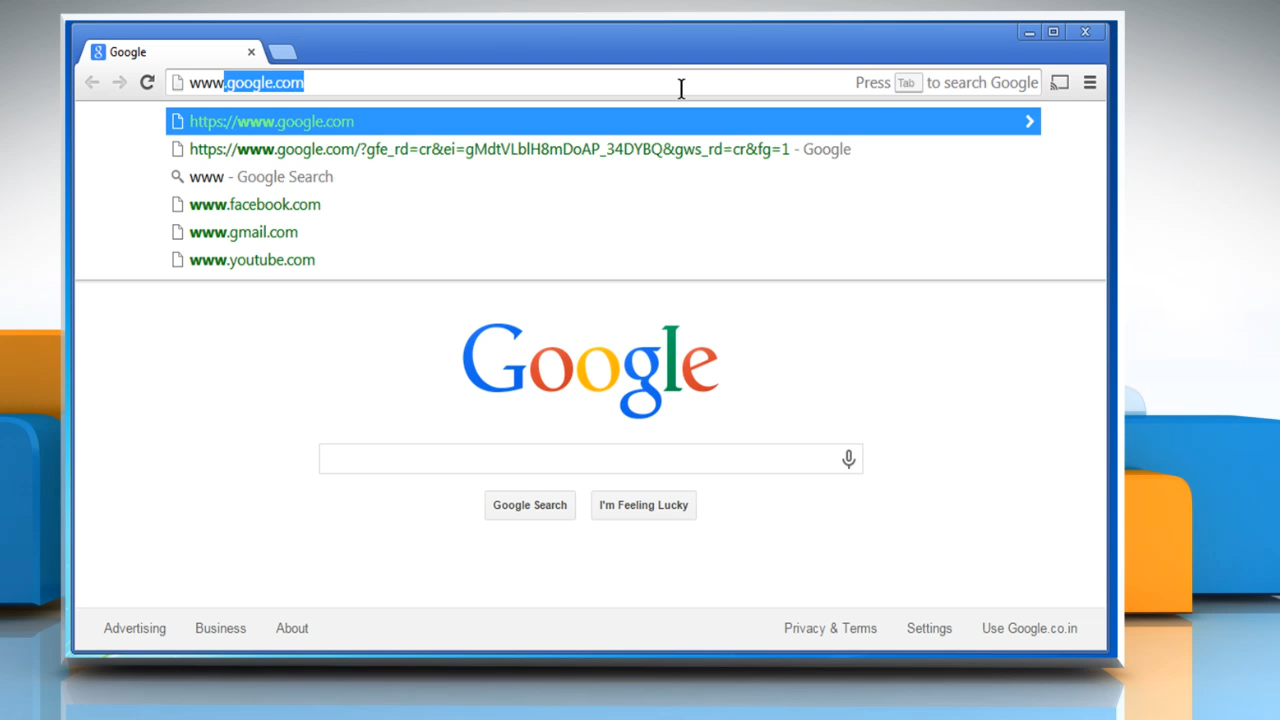 Google
www.google.com
Press Tab to search Google
https://www.google.com
https://www.google.com/?gfe_rd=cr&ei=gMdtVLblH8mDoAP_34DYBQ&gws_rd=cr&fg=1 - Google
www - Google Search
www.facebook.com
www.gmail.com
www.youtube.com
Google
Google Search I'm Feeling Lucky
Advertising Business About Privacy & Terms Settings Use Google.co.in